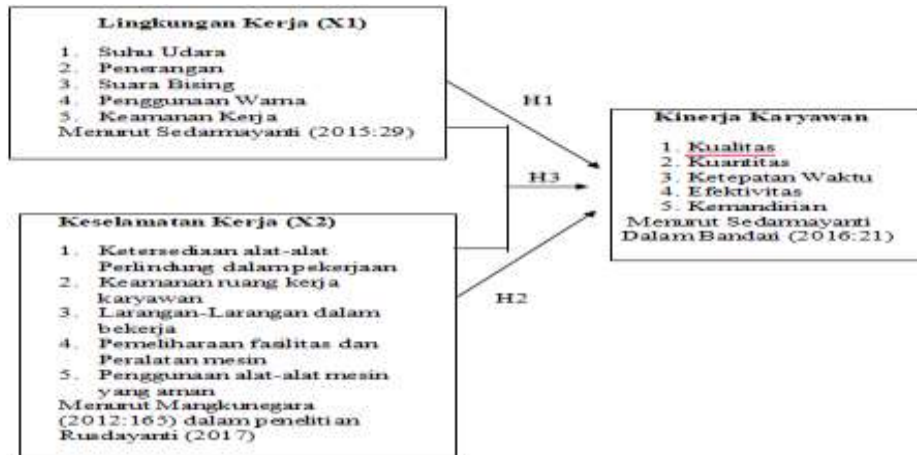 Lingkungan Kerja (X1)
1. Suhu Udara
2. Penerangan
3. Suara Bising
4. Penggunaan Warna
5. Keamanan Kerja
Menurut Sedarmayanti (2015:29)
H1
H3
H2
Keselamatan Kerja (X2)
1. Ketersediaan alat-alat
Perlindung dalam pekerjaan
2. Keamanan ruang kerja
karyawan
3. Larangan-Larangan dalam
bekerja
4. Pemeliharaan fasilitas dan
Peralatan mesin
5. Penggunaan alat-alat mesin
yang aman
Menurut Mangkunegara
(2012:165) dalam penelitian
Rusdayanti (2017)
Kinerja Karyawan
1. Kualitas
2. Kuantitas
3. Ketepatan Waktu
4. Efektivitas
5. Kemandirian
Menurut Sedarmayanti
Dalam Bandari (2016:21)